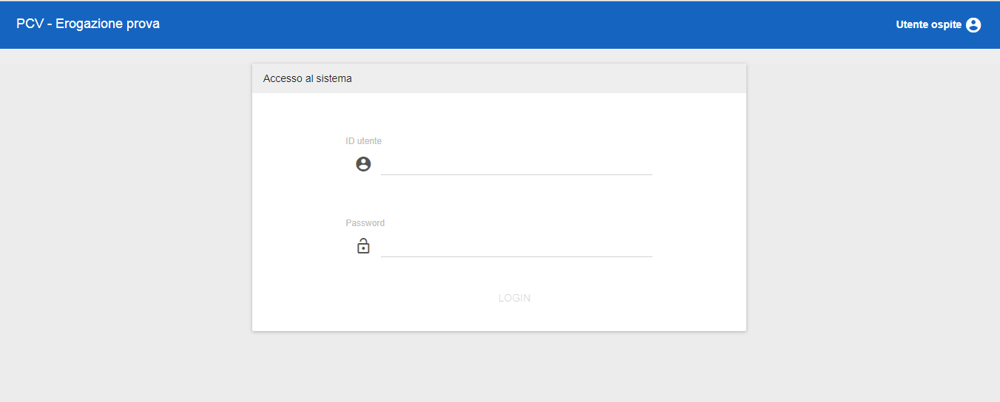 PCV - Erogazione prova
Utente ospite
Accesso al sistema
ID utente
Password
LOGIN